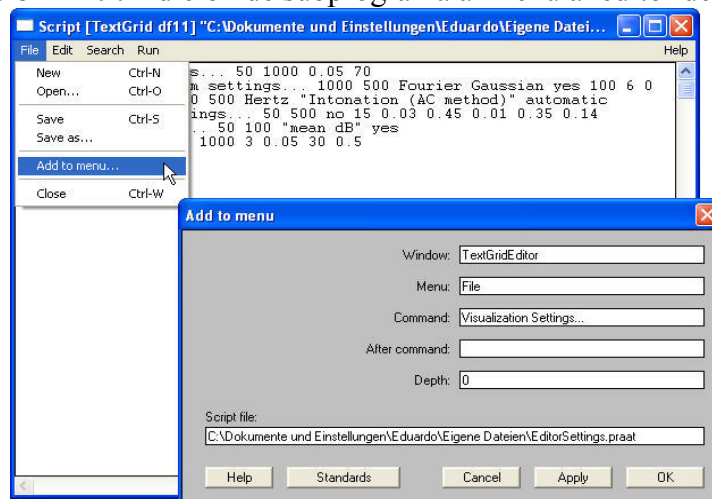 Script [TextGrid df11] "C:\Dokumente und Einstellungen\Eduardo\Eigene Datei...
File Edit Search Run Help
New Ctrl-N
Open... Ctrl-O
Save Ctrl-S
Save as...
Add to menu...
Close Ctrl-W
s... 50 1000 0.05 70
m settings... 1000 500 Fourier Gaussian yes 100 6 0
0 500 Hertz "Intonation (AC method)" automatic
ings... 50 500 no 15 0.03 0.45 0.01 0.35 0.14
.. 50 100 "mean dB" yes
1000 3 0.05 30 0.5
Add to menu
Window: TextGridEditor
Menu: File
Command: Visualization Settings...
After command:
Depth: 0
Script file:
C:\Dokumente und Einstellungen\Eduardo\Eigene Dateien\EditorSettings.praat
Help Standards Cancel Apply OK